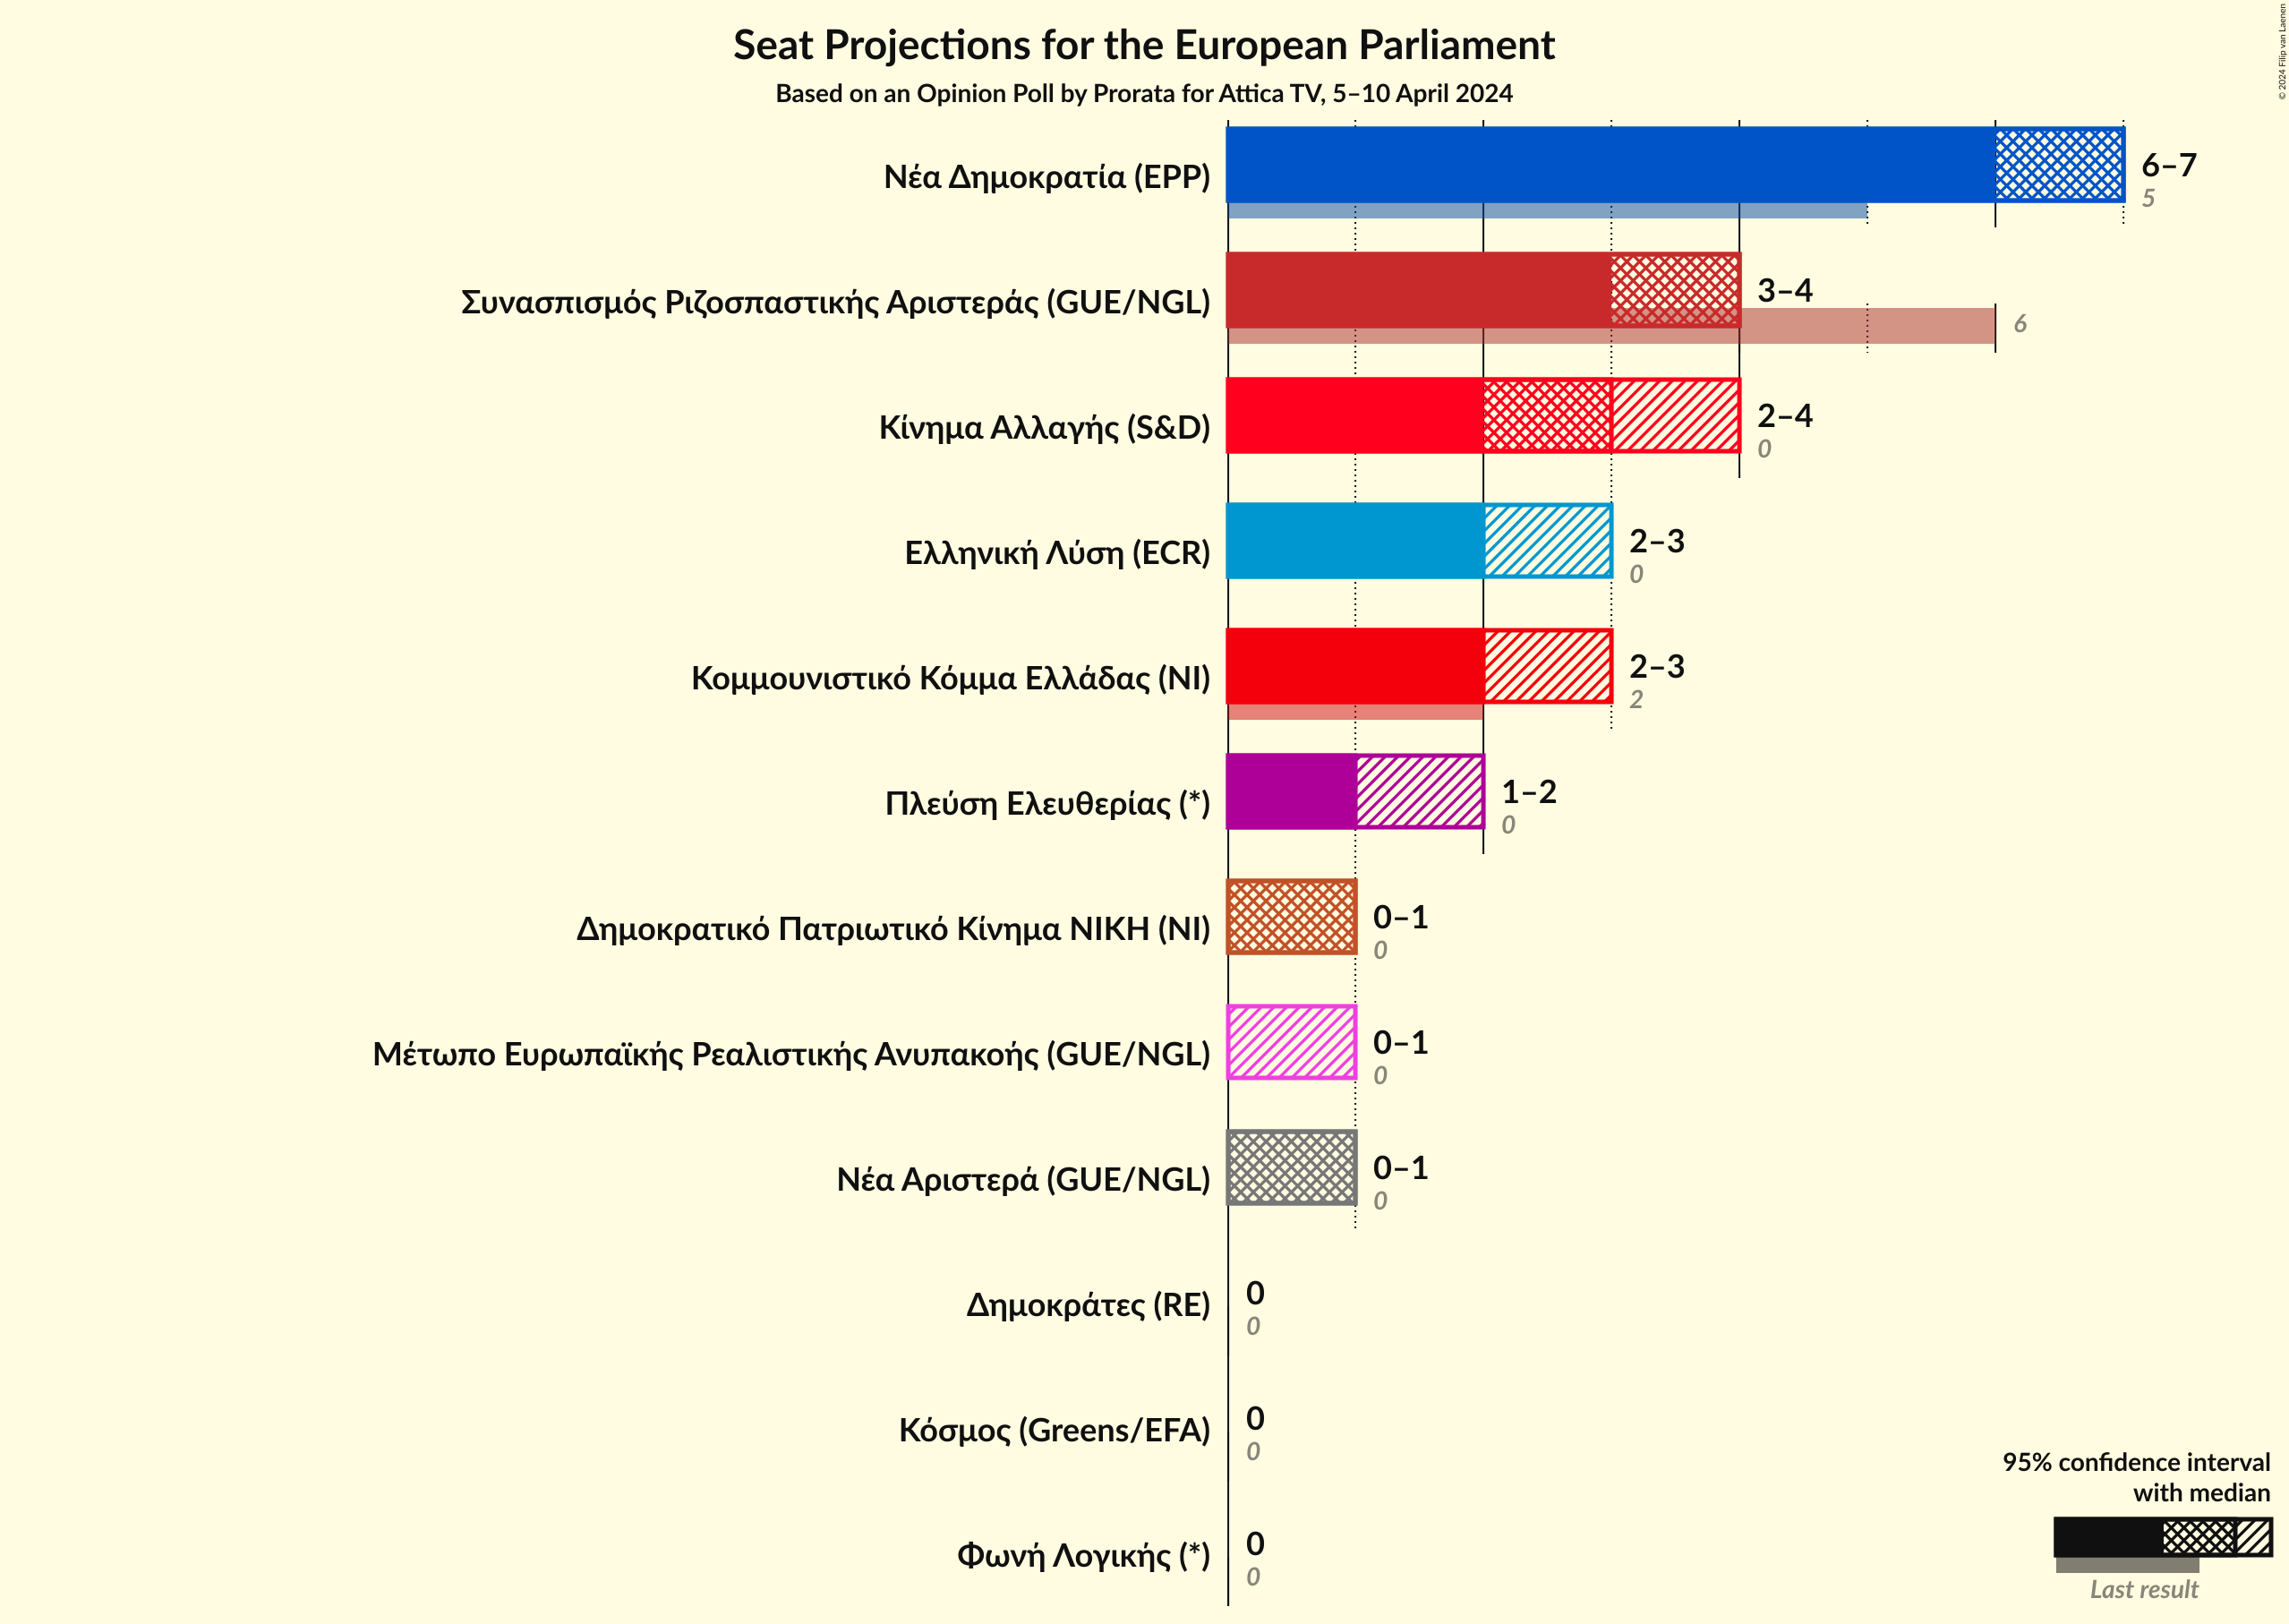 Seat Projections for the European Parliament
Based on an Opinion Poll by Prorata for Attica TV, 5–10 April 2024
© 2024 Filip van Laenen
Νέα Δημοκρατία (EPP)
6–7
5
Συνασπισμός Ριζοσπαστικής Αριστεράς (GUE/NGL)
3–4
6
Κίνημα Αλλαγής (S&D)
2–4
0
Ελληνική Λύση (ECR)
2–3
0
Κομμουνιστικό Κόμμα Ελλάδας (NI)
2–3
2
Πλεύση Ελευθερίας (*)
1–2
0
Δημοκρατικό Πατριωτικό Κίνημα ΝΙΚΗ (NI)
0–1
0
Μέτωπο Ευρωπαϊκής Ρεαλιστικής Ανυπακοής (GUE/NGL)
0–1
0
Νέα Αριστερά (GUE/NGL)
0–1
0
Δημοκράτες (RE)
0
0
Κόσμος (Greens/EFA)
0
0
Φωνή Λογικής (*)
0
0
95% confidence interval
with median
Last result